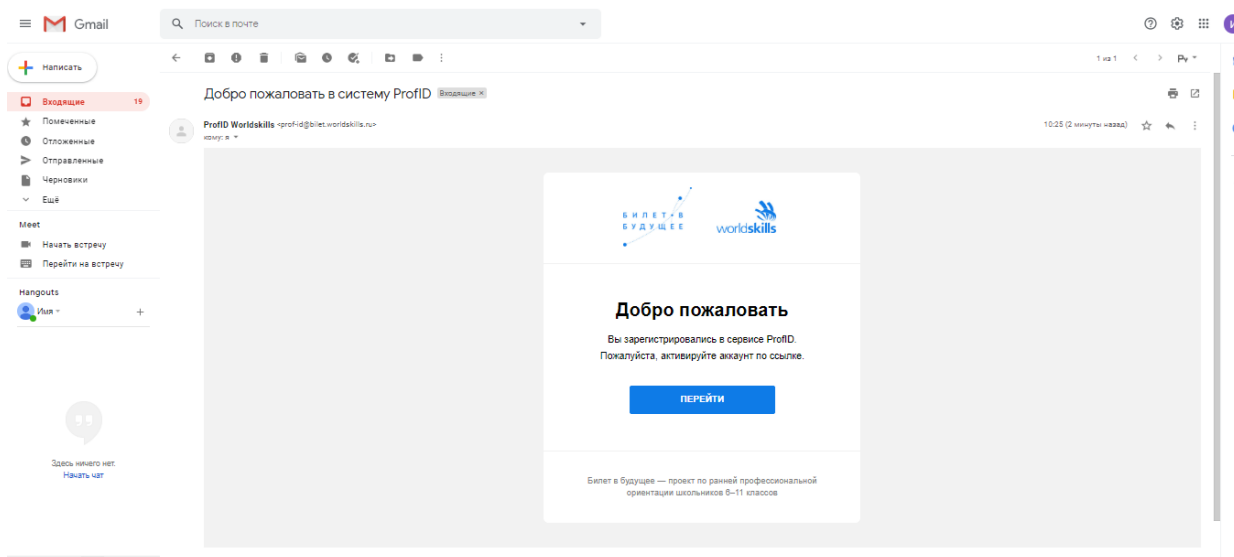 Gmail
Поиск в почте
Написать
1 из 1
Входящие 19
Помеченные
Отложенные
Отправленные
Черновики
Ещё
Meet
Начать встречу
Перейти на встречу
Hangouts
Имя
Здесь ничего нет.
Начать чат
Добро пожаловать в систему ProfID Входящие ×
ProfID Worldskills <prof-id@bilet.worldskills.ru>
кому: я
10:25 (2 минуты назад)
БИЛЕТ В
БУДУЩЕЕ
worldskills
Добро пожаловать
Вы зарегистрировались в сервисе ProfID.
Пожалуйста, активируйте аккаунт по ссылке.
ПЕРЕЙТИ
Билет в будущее — проект по ранней профессиональной
ориентации школьников 6–11 классов